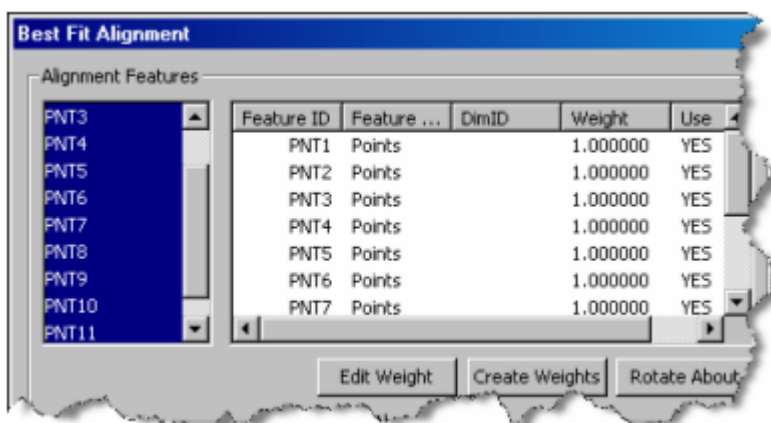 Best Fit Alignment
Alignment Features
PNT3
PNT4
PNT5
PNT6
PNT7
PNT8
PNT9
PNT10
PNT11
Feature ID Feature ... DimID Weight Use
PNT1 Points 1.000000 YES
PNT2 Points 1.000000 YES
PNT3 Points 1.000000 YES
PNT4 Points 1.000000 YES
PNT5 Points 1.000000 YES
PNT6 Points 1.000000 YES
PNT7 Points 1.000000 YES
Edit Weight Create Weights Rotate About